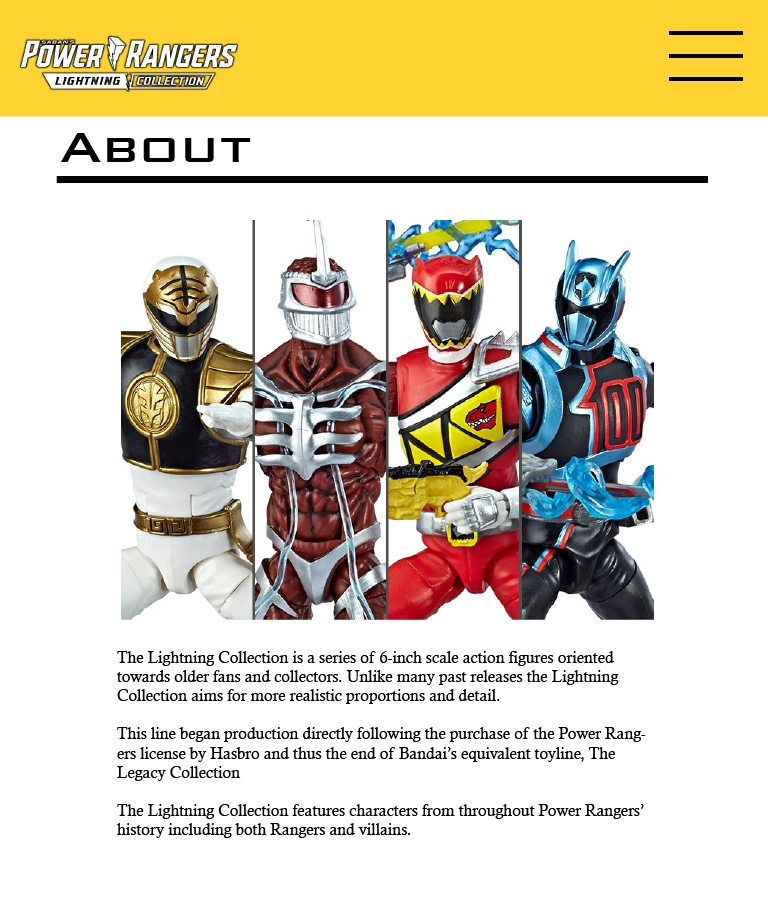 SABAN'S
POWER RANGERS
LIGHTNING COLLECTION
ABOUT
100
The Lightning Collection is a series of 6-inch scale action figures oriented
towards older fans and collectors. Unlike many past releases the Lightning
Collection aims for more realistic proportions and detail.
This line began production directly following the purchase of the Power Rang-
ers license by Hasbro and thus the end of Bandai’s equivalent toyline, The
Legacy Collection
The Lightning Collection features characters from throughout Power Rangers’
history including both Rangers and villains.